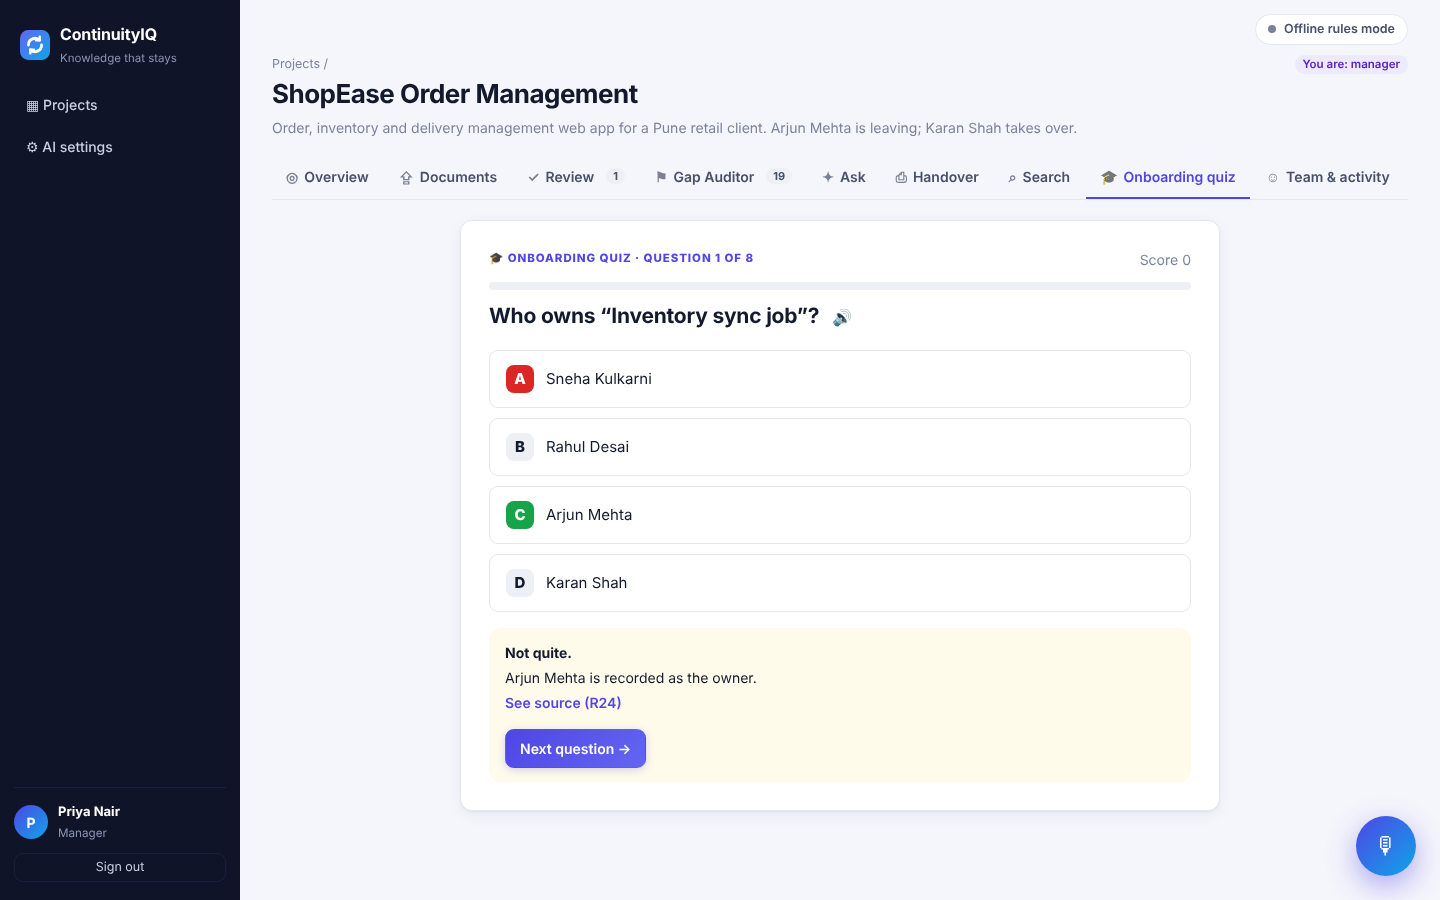 ContinuityIQ
Knowledge that stays
Projects
AI settings
Priya Nair
P
Manager
Sign out
Offline rules mode
You are: manager
Projects /
ShopEase Order Management
Order, inventory and delivery management web app for a Pune retail client. Arjun Mehta is leaving; Karan Shah takes over.
Overview
Documents
Review 1
Gap Auditor 19
Ask
Handover
Search
Onboarding quiz
Team & activity
ONBOARDING QUIZ · QUESTION 1 OF 8
Score 0
Who owns “Inventory sync job”?
A Sneha Kulkarni
B Rahul Desai
C Arjun Mehta
D Karan Shah
Not quite.
Arjun Mehta is recorded as the owner.
See source (R24)
Next question →